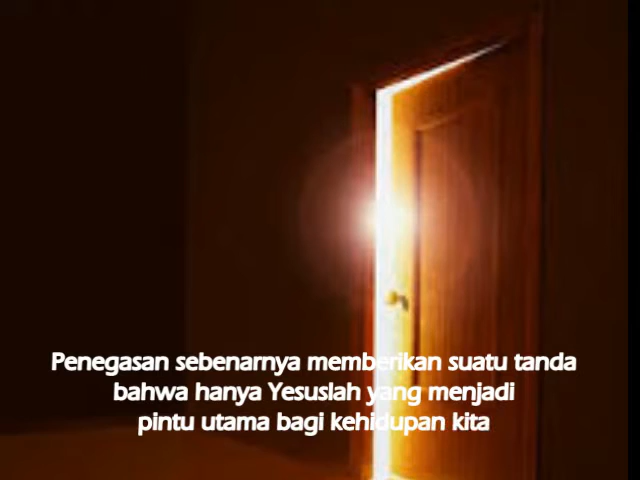 Penegasan sebenarnya memberikan suatu tanda
bahwa hanya Yesuslah yang menjadi
pintu utama bagi kehidupan kita